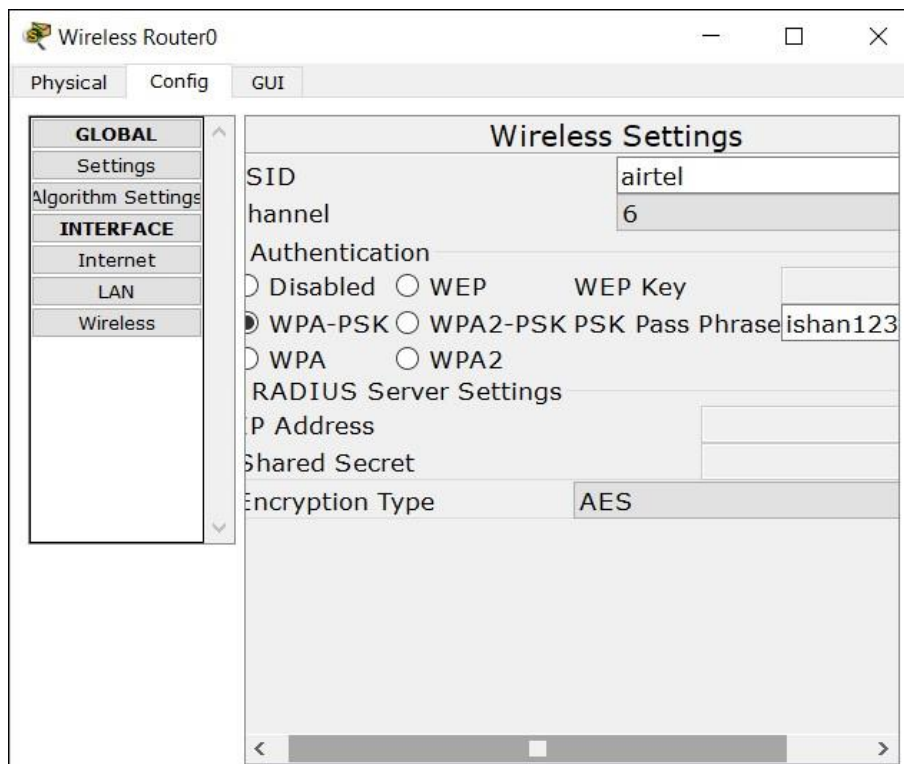 Wireless Router0
Physical Config GUI
GLOBAL
Settings
Algorithm Settings
INTERFACE
Internet
LAN
Wireless
Wireless Settings
SID airtel
hannel 6
Authentication
Disabled WEP WEP Key
WPA-PSK WPA2-PSK PSK Pass Phrase ishan123
WPA WPA2
RADIUS Server Settings
IP Address
Shared Secret
Encryption Type AES